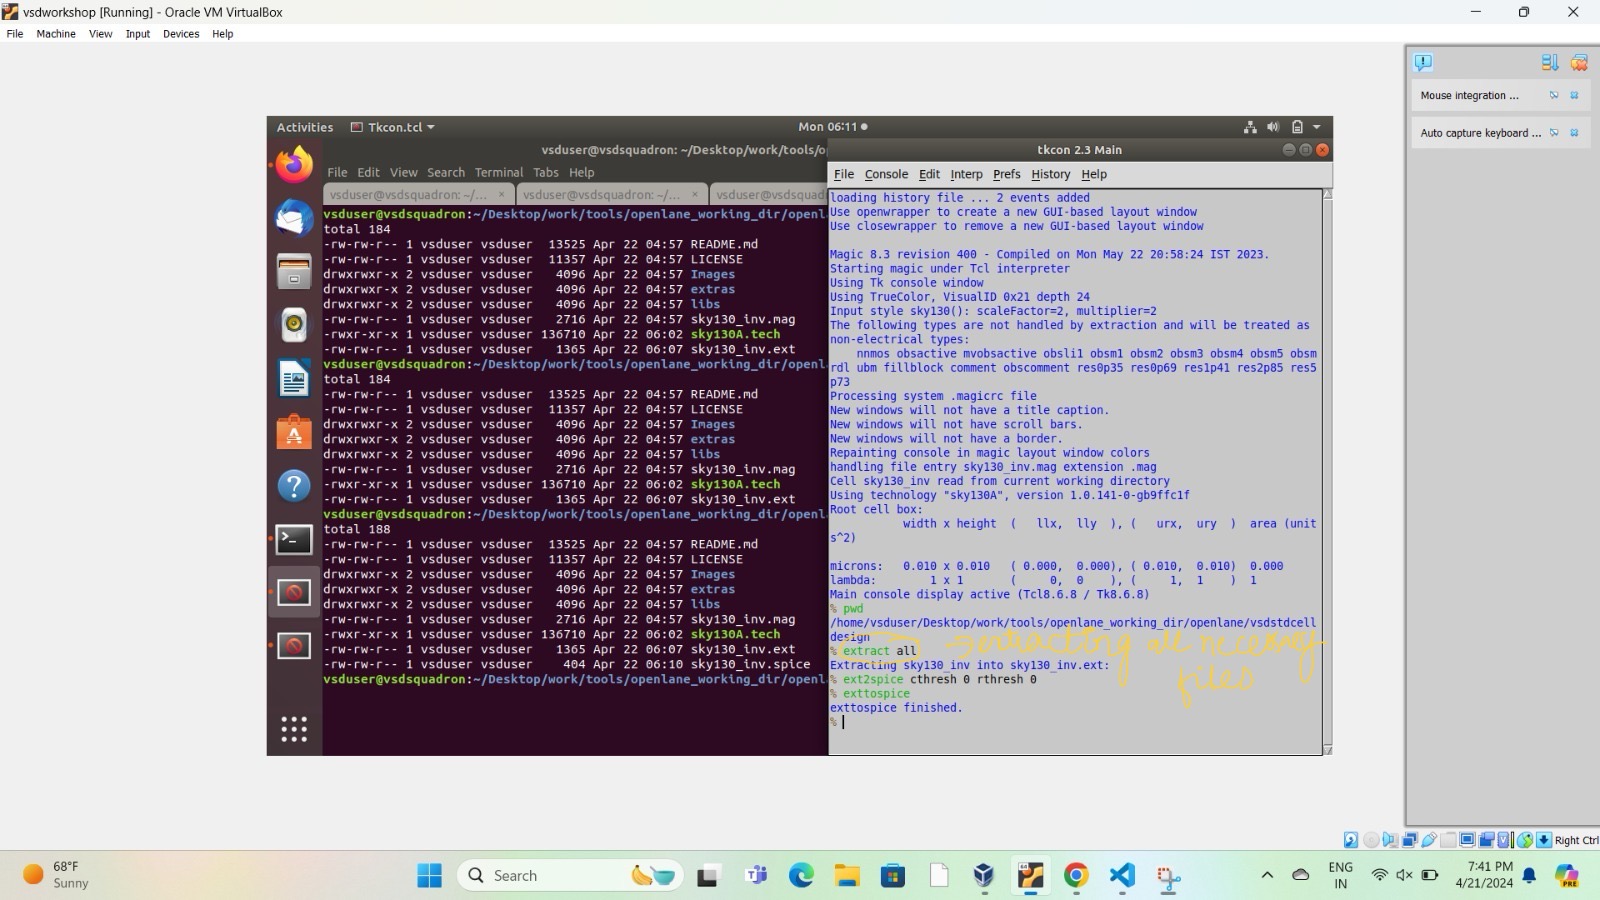 vsdworkshop [Running] - Oracle VM VirtualBox
File Machine View Input Devices Help
Mouse integration ...
Auto capture keyboard ...
Activities Tkcon.tcl Mon 06:11
vsduser@vsdsquadron: ~/Desktop/work/tools/o
File Edit View Search Terminal Tabs Help
vsduser@vsdsquadron: ~/... × vsduser@vsdsquadron: ~/... × vsduser@vsdsquad
vsduser@vsdsquadron:~/Desktop/work/tools/openlane_working_dir/openl
total 184
-rw-rw-r-- 1 vsduser vsduser 13525 Apr 22 04:57 README.md
-rw-rw-r-- 1 vsduser vsduser 11357 Apr 22 04:57 LICENSE
drwxrwxr-x 2 vsduser vsduser 4096 Apr 22 04:57 Images
drwxrwxr-x 2 vsduser vsduser 4096 Apr 22 04:57 extras
drwxrwxr-x 2 vsduser vsduser 4096 Apr 22 04:57 libs
-rw-rw-r-- 1 vsduser vsduser 2716 Apr 22 04:57 sky130_inv.mag
-rwxr-xr-x 1 vsduser vsduser 136710 Apr 22 06:02 sky130A.tech
-rw-rw-r-- 1 vsduser vsduser 1365 Apr 22 06:07 sky130_inv.ext
vsduser@vsdsquadron:~/Desktop/work/tools/openlane_working_dir/openl
total 184
-rw-rw-r-- 1 vsduser vsduser 13525 Apr 22 04:57 README.md
-rw-rw-r-- 1 vsduser vsduser 11357 Apr 22 04:57 LICENSE
drwxrwxr-x 2 vsduser vsduser 4096 Apr 22 04:57 Images
drwxrwxr-x 2 vsduser vsduser 4096 Apr 22 04:57 extras
drwxrwxr-x 2 vsduser vsduser 4096 Apr 22 04:57 libs
-rw-rw-r-- 1 vsduser vsduser 2716 Apr 22 04:57 sky130_inv.mag
-rwxr-xr-x 1 vsduser vsduser 136710 Apr 22 06:02 sky130A.tech
-rw-rw-r-- 1 vsduser vsduser 1365 Apr 22 06:07 sky130_inv.ext
vsduser@vsdsquadron:~/Desktop/work/tools/openlane_working_dir/openl
total 188
-rw-rw-r-- 1 vsduser vsduser 13525 Apr 22 04:57 README.md
-rw-rw-r-- 1 vsduser vsduser 11357 Apr 22 04:57 LICENSE
drwxrwxr-x 2 vsduser vsduser 4096 Apr 22 04:57 Images
drwxrwxr-x 2 vsduser vsduser 4096 Apr 22 04:57 extras
drwxrwxr-x 2 vsduser vsduser 4096 Apr 22 04:57 libs
-rw-rw-r-- 1 vsduser vsduser 2716 Apr 22 04:57 sky130_inv.mag
-rwxr-xr-x 1 vsduser vsduser 136710 Apr 22 06:02 sky130A.tech
-rw-rw-r-- 1 vsduser vsduser 1365 Apr 22 06:07 sky130_inv.ext
-rw-rw-r-- 1 vsduser vsduser 404 Apr 22 06:10 sky130_inv.spice
vsduser@vsdsquadron:~/Desktop/work/tools/openlane_working_dir/openl
tkcon 2.3 Main
File Console Edit Interp Prefs History Help
loading history file ... 2 events added
Use openwrapper to create a new GUI-based layout window
Use closewrapper to remove a new GUI-based layout window
Magic 8.3 revision 400 - Compiled on Mon May 22 20:58:24 IST 2023.
Starting magic under Tcl interpreter
Using Tk console window
Using TrueColor, VisualID 0x21 depth 24
Input style sky130(): scaleFactor=2, multiplier=2
The following types are not handled by extraction and will be treated as
non-electrical types:
nnmos obsactive mvobsactive obsli1 obsm1 obsm2 obsm3 obsm4 obsm5 obsm
rdl ubm fillblock comment obscomment res0p35 res0p69 res1p41 res2p85 res5
p73
Processing system .magicrc file
New windows will not have a title caption.
New windows will not have scroll bars.
New windows will not have a border.
Repainting console in magic layout window colors
handling file entry sky130_inv.mag extension .mag
Cell sky130_inv read from current working directory
Using technology "sky130A", version 1.0.141-0-gb9ffc1f
Root cell box:
width x height ( llx, lly ), ( urx, ury ) area (unit
s^2)
microns: 0.010 x 0.010 ( 0.000, 0.000), ( 0.010, 0.010) 0.000
lambda: 1 x 1 ( 0, 0 ), ( 1, 1 ) 1
Main console display active (Tcl8.6.8 / Tk8.6.8)
% pwd
/home/vsduser/Desktop/work/tools/openlane_working_dir/openlane/vsdstdcell
design
% extract all
→ extracting all necessary
files
Extracting sky130_inv into sky130_inv.ext:
% ext2spice cthresh 0 rthresh 0
% exttospice
exttospice finished.
%
Right Ctrl
68°F
Sunny
Search
ENG
IN
7:41 PM
4/21/2024
PRE